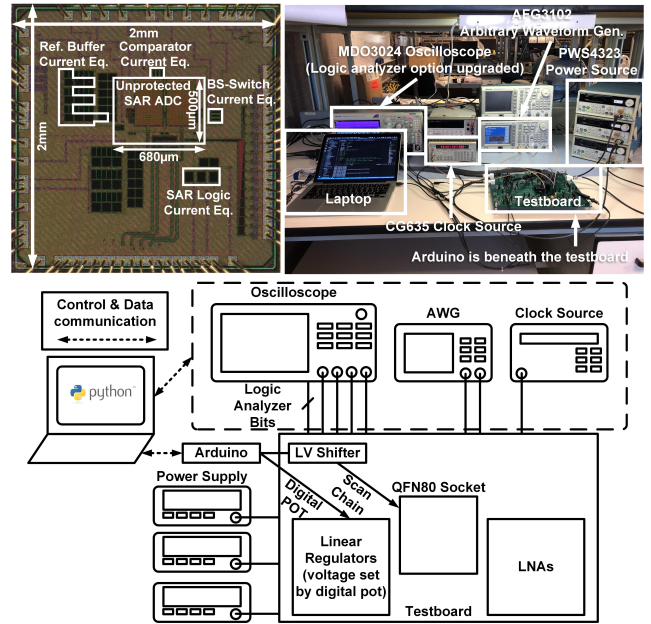 2mm
Ref. Buffer
Current Eq.
Comparator
Current Eq.
BS-Switch
Current Eq.
Unprotected
SAR ADC
500μm
2mm
680μm
SAR Logic
Current Eq.
AFG3102
Arbitrary Waveform Gen.
MDO3024 Oscilloscope
(Logic analyzer option upgraded)
PWS4323
Power Source
Laptop
Testboard
CG635 Clock Source
Arduino is beneath the testboard
Control & Data
communication
Oscilloscope
AWG
Clock Source
python
Logic
Analyzer
Bits
Arduino
LV Shifter
Power Supply
Digital
POT
Scan
Chain
QFN80 Socket
Linear
Regulators
(voltage set
by digital pot)
LNAs
Testboard